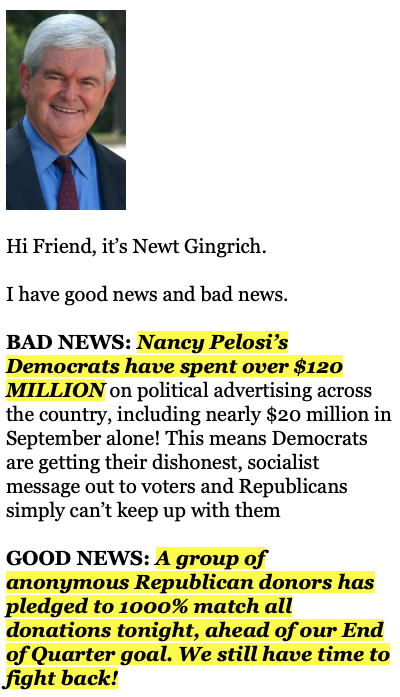 Hi Friend, it’s Newt Gingrich.
I have good news and bad news.
BAD NEWS: Nancy Pelosi’s
Democrats have spent over $120
MILLION on political advertising across
the country, including nearly $20 million in
September alone! This means Democrats
are getting their dishonest, socialist
message out to voters and Republicans
simply can’t keep up with them
GOOD NEWS: A group of
anonymous Republican donors has
pledged to 1000% match all
donations tonight, ahead of our End
of Quarter goal. We still have time to
fight back!